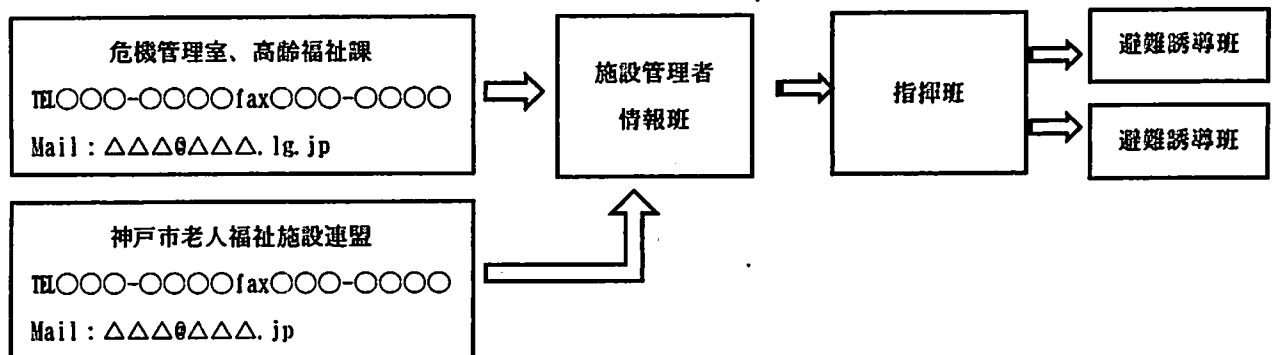 危機管理室、高齢福祉課
TEL○○○-○○○○fax○○○-○○○○
Mail：△△△@△△△.lg.jp
施設管理者
情報班
指揮班
避難誘導班
避難誘導班
神戸市老人福祉施設連盟
TEL○○○-○○○○fax○○○-○○○○
Mail：△△△@△△△.jp